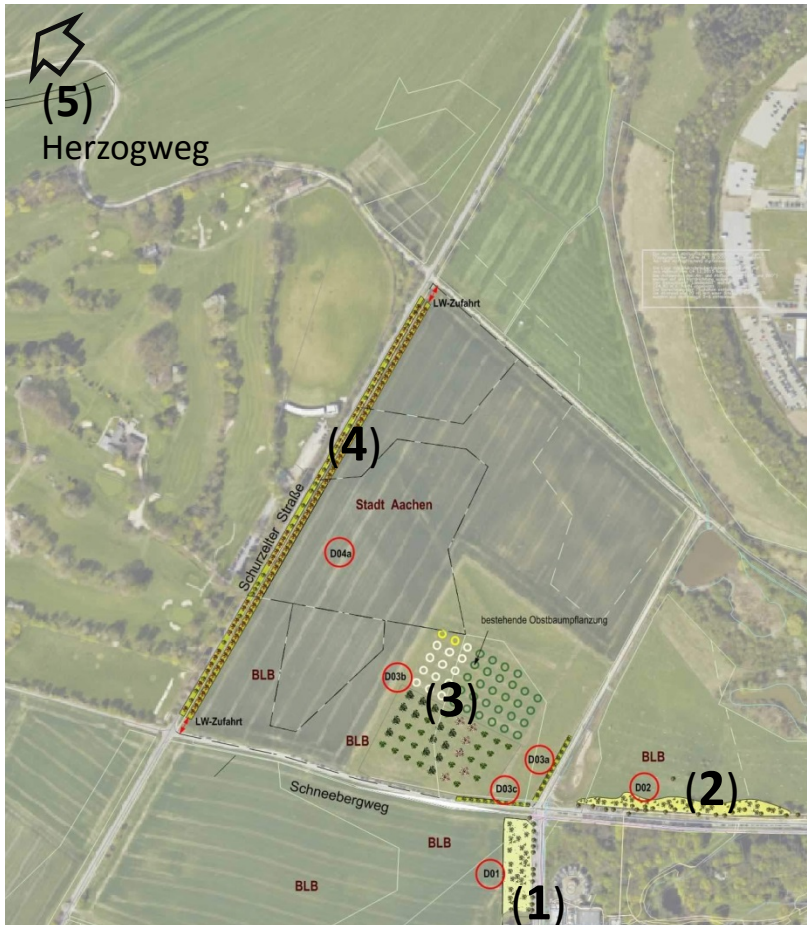 (5)
Herzogweg
LW-Zufahrt
(4)
Schurzelter Straße
Stadt Aachen
D04a
bestehende Obstbaumpflanzung
BLB
D03b
(3)
LW-Zufahrt
BLB
D03a
BLB
Schneebergweg
D03c
D02
(2)
BLB
D01
BLB
(1)